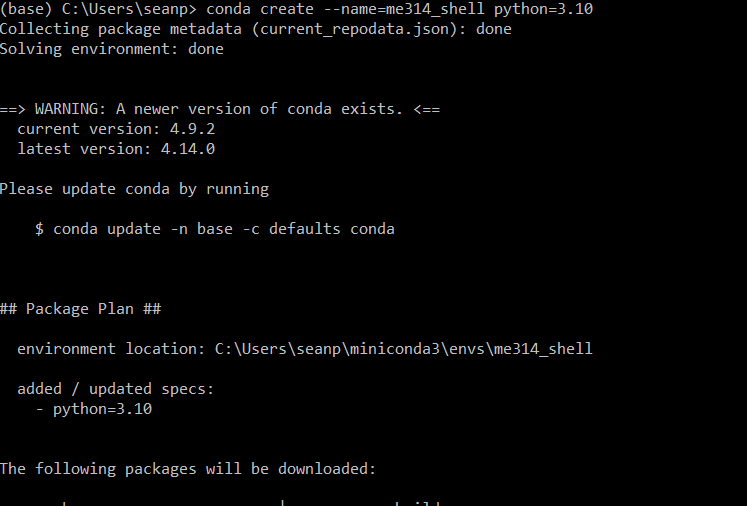 (base) C:\Users\seanp> conda create --name=me314_shell python=3.10
Collecting package metadata (current_repodata.json): done
Solving environment: done
==> WARNING: A newer version of conda exists. <==
current version: 4.9.2
latest version: 4.14.0
Please update conda by running
$ conda update -n base -c defaults conda
## Package Plan ##
environment location: C:\Users\seanp\miniconda3\envs\me314_shell
added / updated specs:
- python=3.10
The following packages will be downloaded: